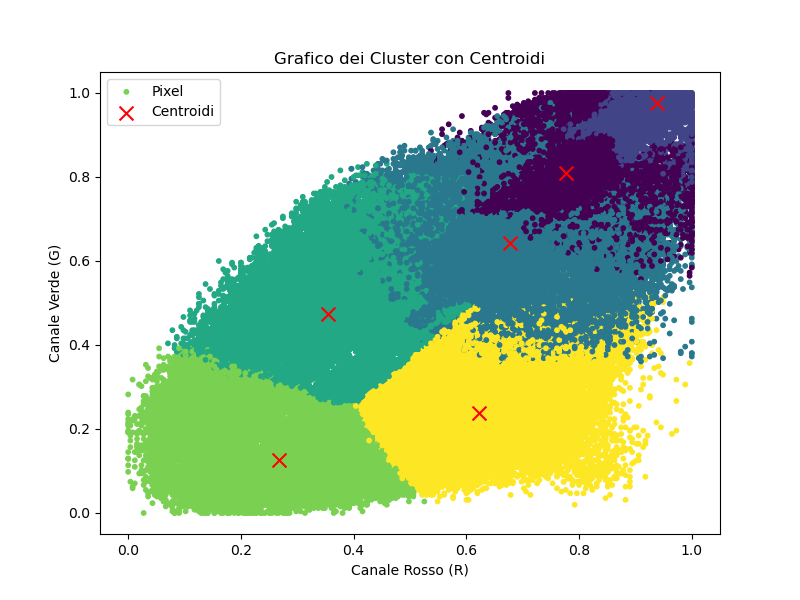 Grafico dei Cluster con Centroidi
Pixel
Centroidi
1.0
0.8
0.6
0.4
0.2
0.0
Canale Verde (G)
0.0 0.2 0.4 0.6 0.8 1.0
Canale Rosso (R)